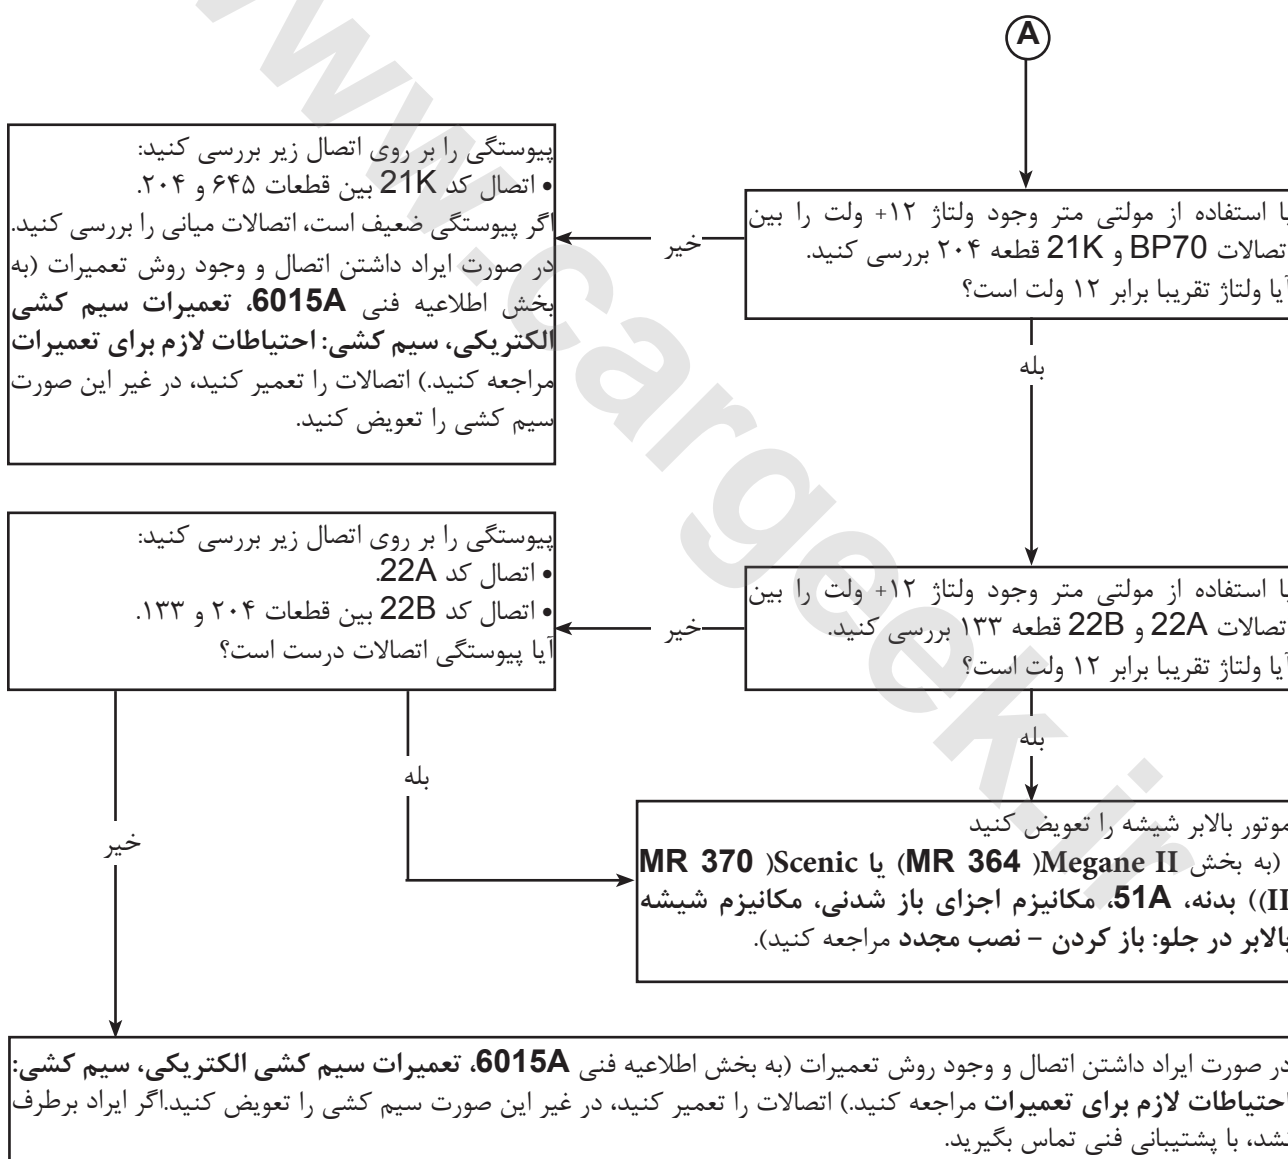 A
با استفاده از مولتی متر وجود ولتاژ ۱۲+ ولت را بین
اتصالات BP70 و 21K قطعه ۲۰۴ بررسی کنید.
آیا ولتاژ تقریبا برابر ۱۲ ولت است؟
خیر
پیوستگی را بر روی اتصال زیر بررسی کنید:
• اتصال کد 21K بین قطعات ۶۴۵ و ۲۰۴.
اگر پیوستگی ضعیف است، اتصالات میانی را بررسی کنید.
در صورت ایراد داشتن اتصال و وجود روش تعمیرات (به
بخش اطلاعیه فنی 6015A، تعمیرات سیم کشی
الکتریکی، سیم کشی: احتیاطات لازم برای تعمیرات
مراجعه کنید.) اتصالات را تعمیر کنید، در غیر این صورت
سیم کشی را تعویض کنید.
بله
با استفاده از مولتی متر وجود ولتاژ ۱۲+ ولت را بین
اتصالات 22A و 22B قطعه ۱۳۳ بررسی کنید.
آیا ولتاژ تقریبا برابر ۱۲ ولت است؟
خیر
پیوستگی را بر روی اتصال زیر بررسی کنید:
• اتصال کد 22A.
• اتصال کد 22B بین قطعات ۲۰۴ و ۱۳۳.
آیا پیوستگی اتصالات درست است؟
بله
بله
خیر
موتور بالابر شیشه را تعویض کنید
(به بخش Megane II( MR 364) یا Scenic( MR 370
II)) بدنه، 51A، مکانیزم اجزای باز شدنی، مکانیزم شیشه
بالابر در جلو: باز کردن – نصب مجدد مراجعه کنید).
در صورت ایراد داشتن اتصال و وجود روش تعمیرات (به بخش اطلاعیه فنی 6015A، تعمیرات سیم کشی الکتریکی، سیم کشی:
احتیاطات لازم برای تعمیرات مراجعه کنید.) اتصالات را تعمیر کنید، در غیر این صورت سیم کشی را تعویض کنید.اگر ایراد برطرف
نشد، با پشتیبانی فنی تماس بگیرید.
www.cargeek.ir